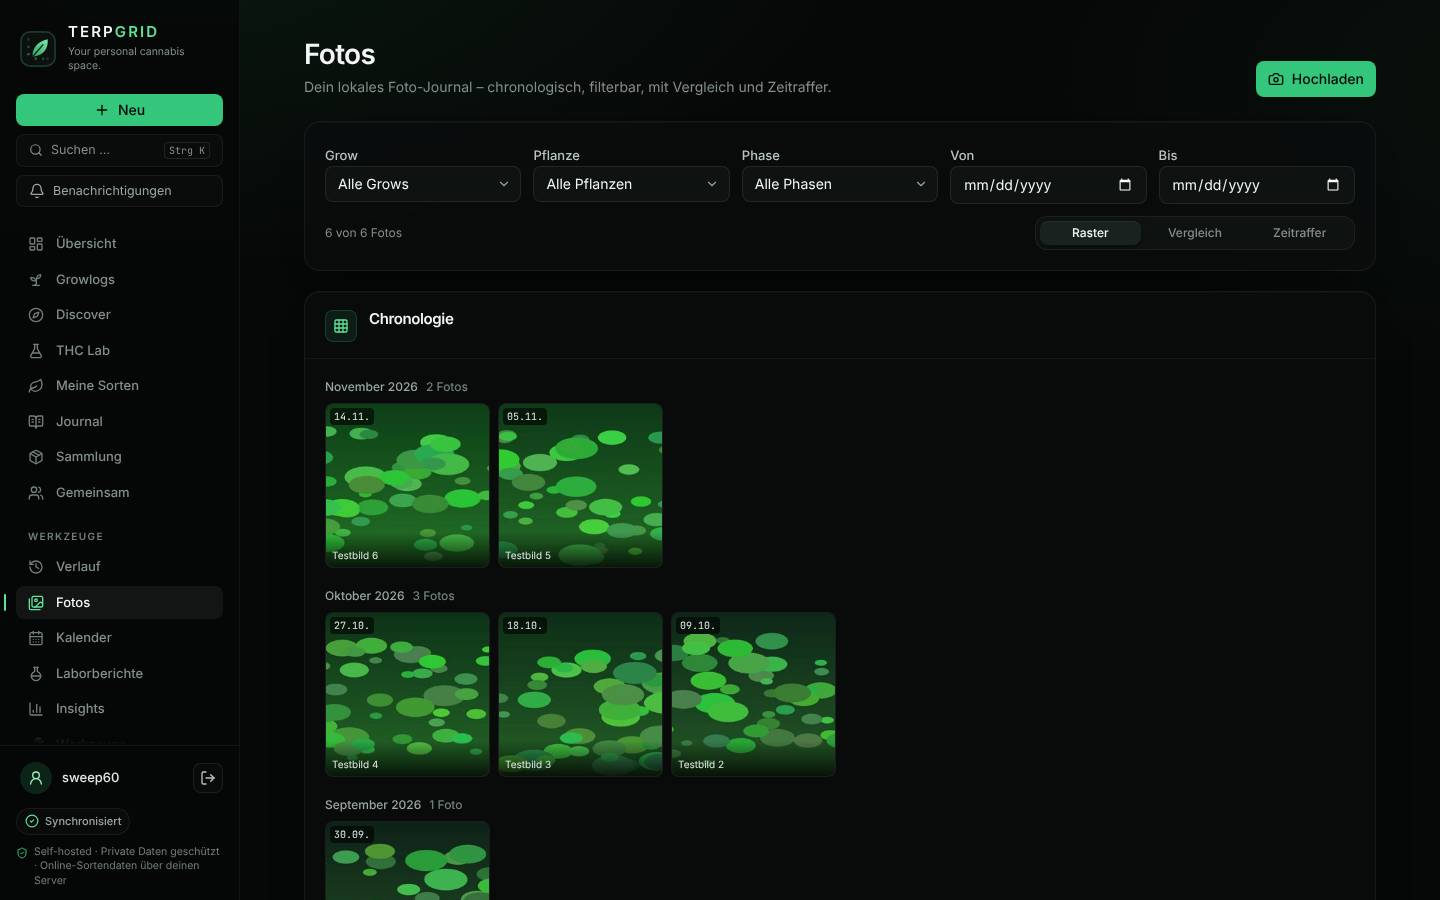 TERPGRID
Your personal cannabis
space.
Neu
Suchen ...
Strg K
Benachrichtigungen
Übersicht
Growlogs
Discover
THC Lab
Meine Sorten
Journal
Sammlung
Gemeinsam
WERKZEUGE
Verlauf
Fotos
Kalender
Laborberichte
Insights
sweep60
Synchronisiert
Self-hosted · Private Daten geschützt
· Online-Sortendaten über deinen
Server
Fotos
Dein lokales Foto-Journal – chronologisch, filterbar, mit Vergleich und Zeitraffer.
Hochladen
Grow
Pflanze
Phase
Von
Bis
Alle Grows
Alle Pflanzen
Alle Phasen
mm/dd/yyyy
mm/dd/yyyy
6 von 6 Fotos
Raster
Vergleich
Zeitraffer
Chronologie
November 2026 2 Fotos
14.11.
05.11.
Testbild 6
Testbild 5
Oktober 2026 3 Fotos
27.10.
18.10.
09.10.
Testbild 4
Testbild 3
Testbild 2
September 2026 1 Foto
30.09.